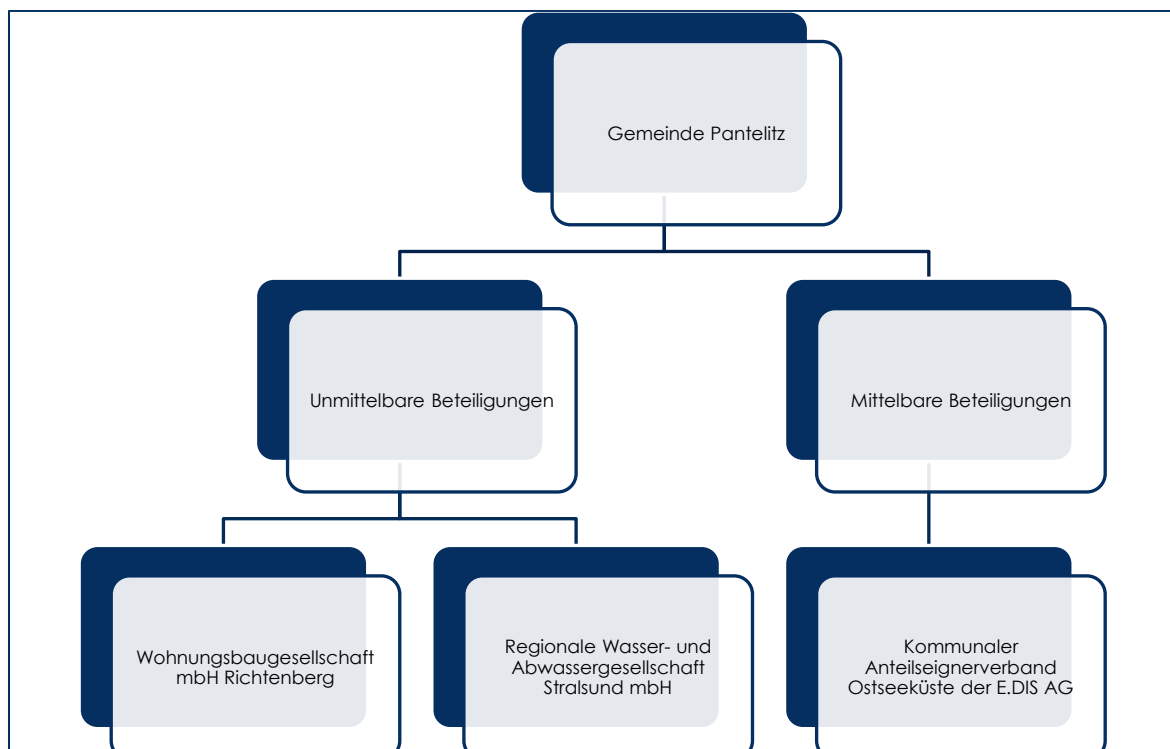 Gemeinde Pantelitz
Unmittelbare Beteiligungen
Mittelbare Beteiligungen
Wohnungsbaugesellschaft
mbH Richtenberg
Regionale Wasser- und
Abwassergesellschaft
Stralsund mbH
Kommunaler
Anteilseignerverband
Ostseeküste der E.DIS AG